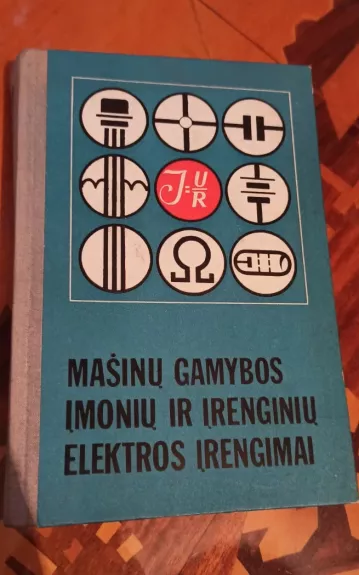 J=U/R
Ω
MAŠINŲ GAMYBOS
ĮMONIŲ IR ĮRENGINIŲ
ELEKTROS ĮRENGIMAI